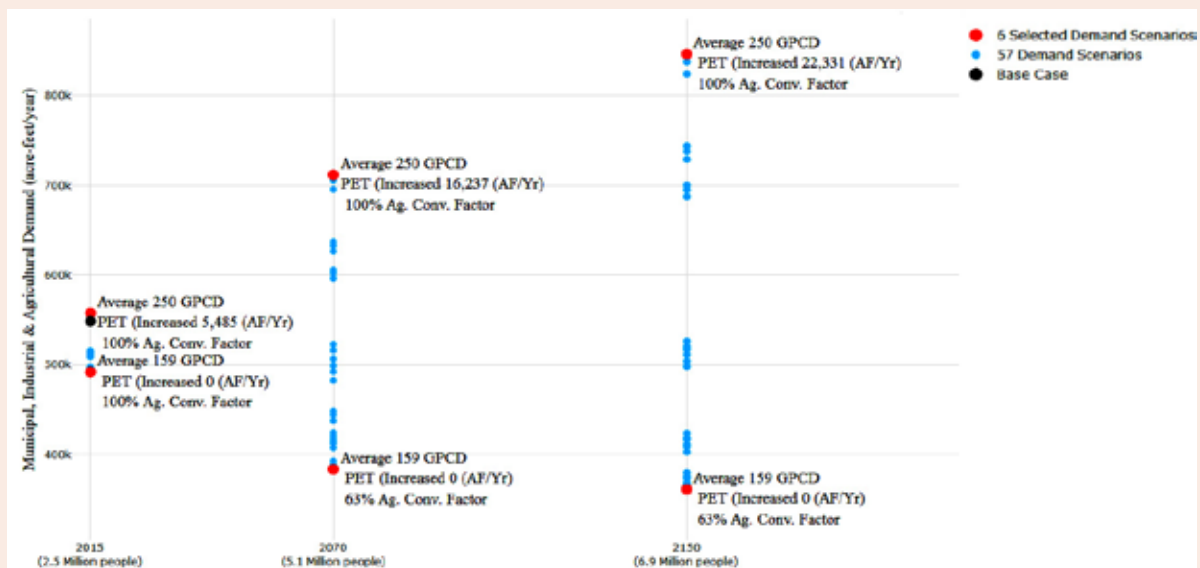 Municipal, Industrial & Agricultural Demand (acre-feet/year)
800k
700k
600k
500k
400k
Average 250 GPCD
PET (Increased 5,485 (AF/Yr)
100% Ag. Conv. Factor
Average 159 GPCD
PET (Increased 0 (AF/Yr)
100% Ag. Conv. Factor
Average 250 GPCD
PET (Increased 16,237 (AF/Yr)
100% Ag. Conv. Factor
Average 159 GPCD
PET (Increased 0 (AF/Yr)
63% Ag. Conv. Factor
Average 250 GPCD
PET (Increased 22,331 (AF/Yr)
100% Ag. Conv. Factor
Average 159 GPCD
PET (Increased 0 (AF/Yr)
63% Ag. Conv. Factor
6 Selected Demand Scenarios
57 Demand Scenarios
Base Case
2015
(2.5 Million people)
2070
(5.1 Million people)
2150
(6.9 Million people)